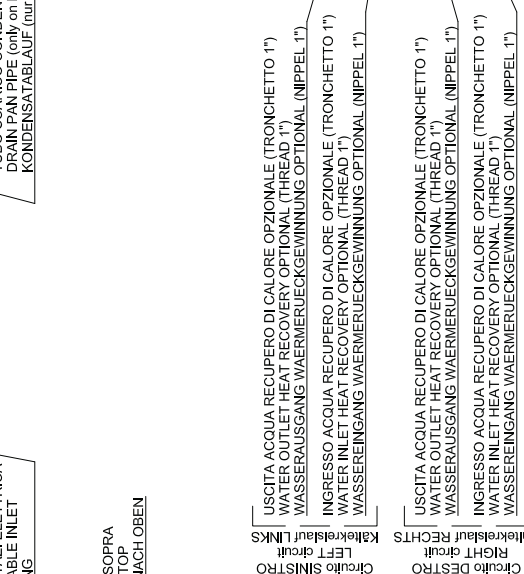 DRAIN PAN PIPE (only on
KONDENSATABLAUF (nur
INLET
SOPRA
TOP
NACH OBEN
Circuito SINISTRO
LEFT circuit
Kältekreislauf LINKS
USCITA ACQUA RECUPERO DI CALORE OPZIONALE (TRONCHETTO 1")
WATER OUTLET HEAT RECOVERY OPTIONAL (THREAD 1")
WASSERAUSGANG WAERMERUECKGEWINNUNG OPTIONAL (NIPPEL 1")
INGRESSO ACQUA RECUPERO DI CALORE OPZIONALE (TRONCHETTO 1")
WATER INLET HEAT RECOVERY OPTIONAL (THREAD 1")
WASSEREINGANG WAERMERUECKGEWINNUNG OPTIONAL (NIPPEL 1")
Circuito DESTRO
RIGHT circuit
RECHTS
USCITA ACQUA RECUPERO DI CALORE OPZIONALE (TRONCHETTO 1")
WATER OUTLET HEAT RECOVERY OPTIONAL (THREAD 1")
WASSERAUSGANG WAERMERUECKGEWINNUNG OPTIONAL (NIPPEL 1")
INGRESSO ACQUA RECUPERO DI CALORE OPZIONALE (TRONCHETTO 1")
WATER INLET HEAT RECOVERY OPTIONAL (THREAD 1")
WASSEREINGANG WAERMERUECKGEWINNUNG OPTIONAL (NIPPEL 1")